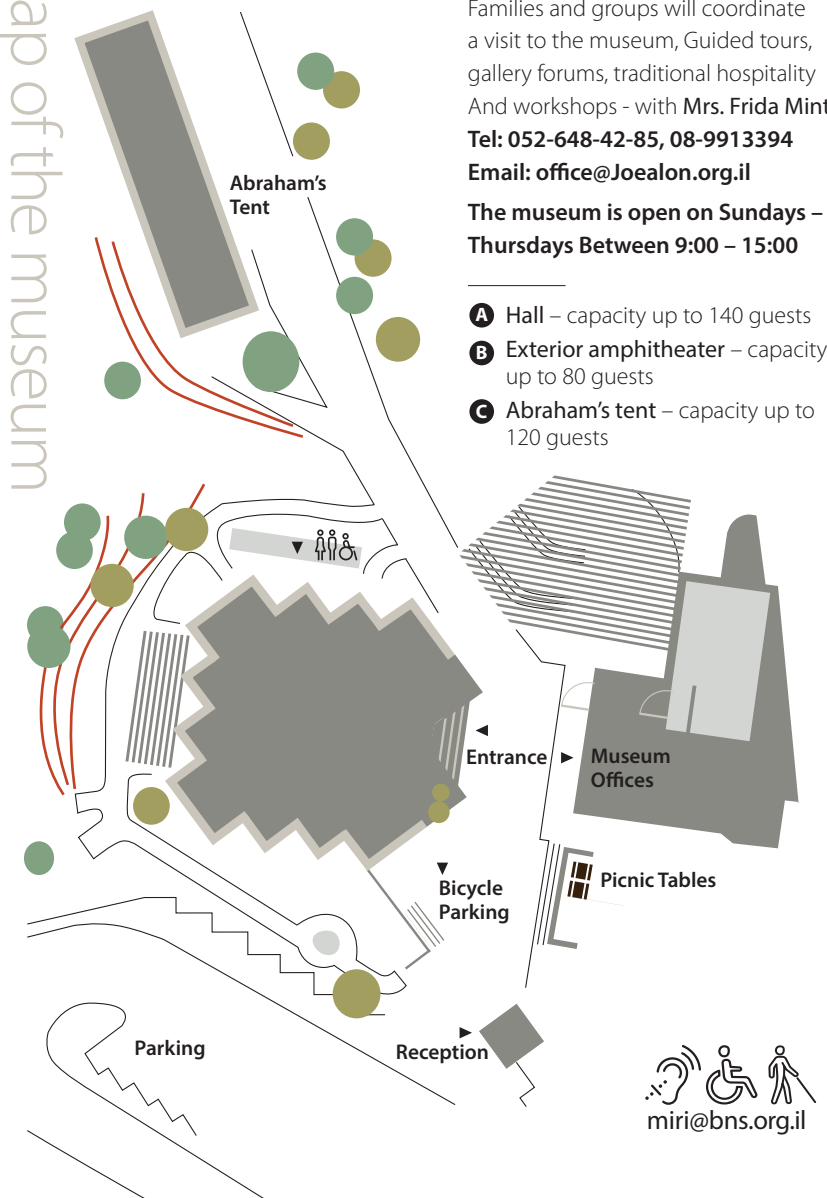 Families and groups will coordinate
a visit to the museum, Guided tours,
gallery forums, traditional hospitality
And workshops - with Mrs. Frida Mint
Tel: 052-648-42-85, 08-9913394
Email: office@Joealon.org.il
The museum is open on Sundays –
Thursdays Between 9:00 – 15:00
A Hall – capacity up to 140 guests
B Exterior amphitheater – capacity
up to 80 guests
C Abraham's tent – capacity up to
120 guests
ap of the museum
Abraham's
Tent
Entrance
Museum
Offices
Bicycle
Parking
Picnic Tables
Parking
Reception
miri@bns.org.il